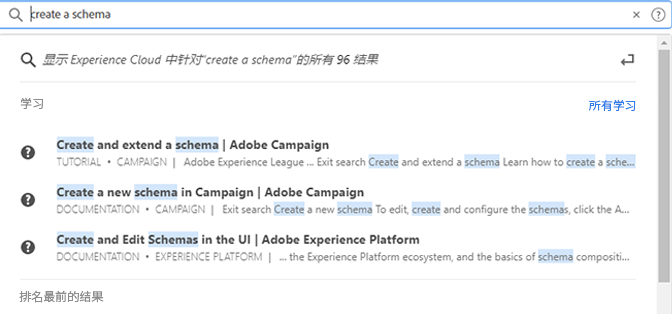 create a schema
显示 Experience Cloud 中针对“create a schema”的所有 96 结果
学习
所有学习
Create and extend a schema | Adobe Campaign
TUTORIAL • CAMPAIGN | Adobe Experience League ... Exit search Create and extend a schema Learn how to create a sche...
Create a new schema in Campaign | Adobe Campaign
DOCUMENTATION • CAMPAIGN | Exit search Create a new schema To edit, create and configure the schemas, click the A...
Create and Edit Schemas in the UI | Adobe Experience Platform
DOCUMENTATION • EXPERIENCE PLATFORM | ... the Experience Platform ecosystem, and the basics of schema compositi...
排名最前的结果